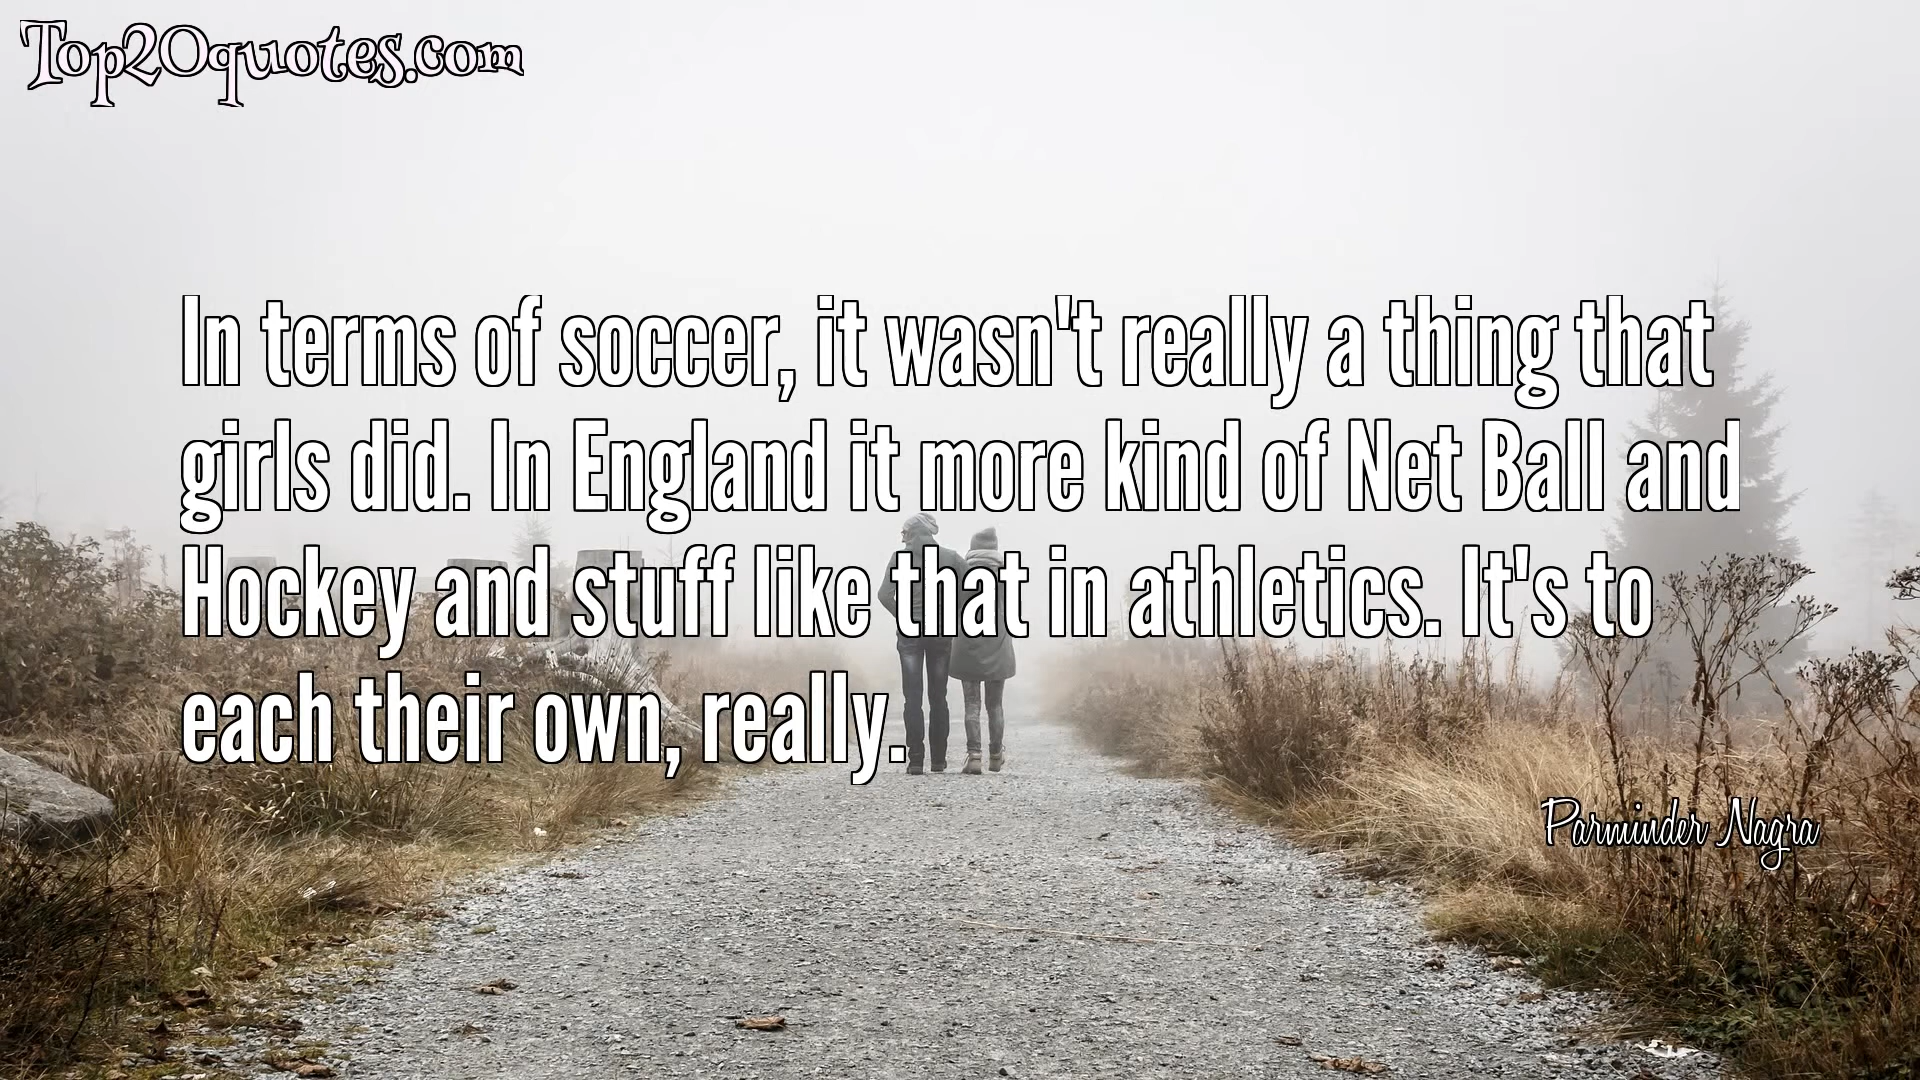 Top20quotes.com
In terms of soccer, it wasn't really a thing that
girls did. In England it more kind of Net Ball and
Hockey and stuff like that in athletics. It's to
each their own, really.
Parminder Nagra